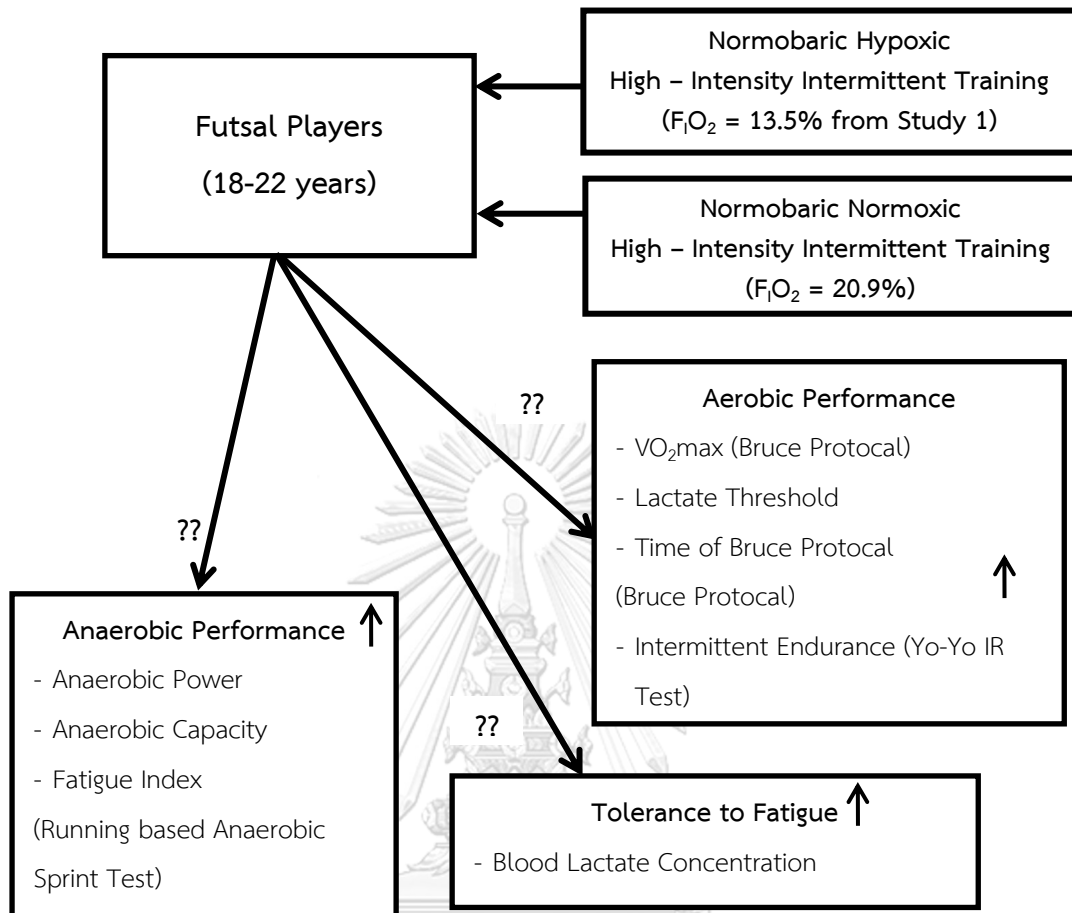 Normobaric Hypoxic
High – Intensity Intermittent Training
(FIO2 = 13.5% from Study 1)
Futsal Players
(18-22 years)
Normobaric Normoxic
High – Intensity Intermittent Training
(FIO2 = 20.9%)
??
??
??
Aerobic Performance
- VO2max (Bruce Protocal)
- Lactate Threshold
- Time of Bruce Protocal
(Bruce Protocal)
- Intermittent Endurance (Yo-Yo IR
Test)
Anaerobic Performance
- Anaerobic Power
- Anaerobic Capacity
- Fatigue Index
(Running based Anaerobic
Sprint Test)
Tolerance to Fatigue
- Blood Lactate Concentration